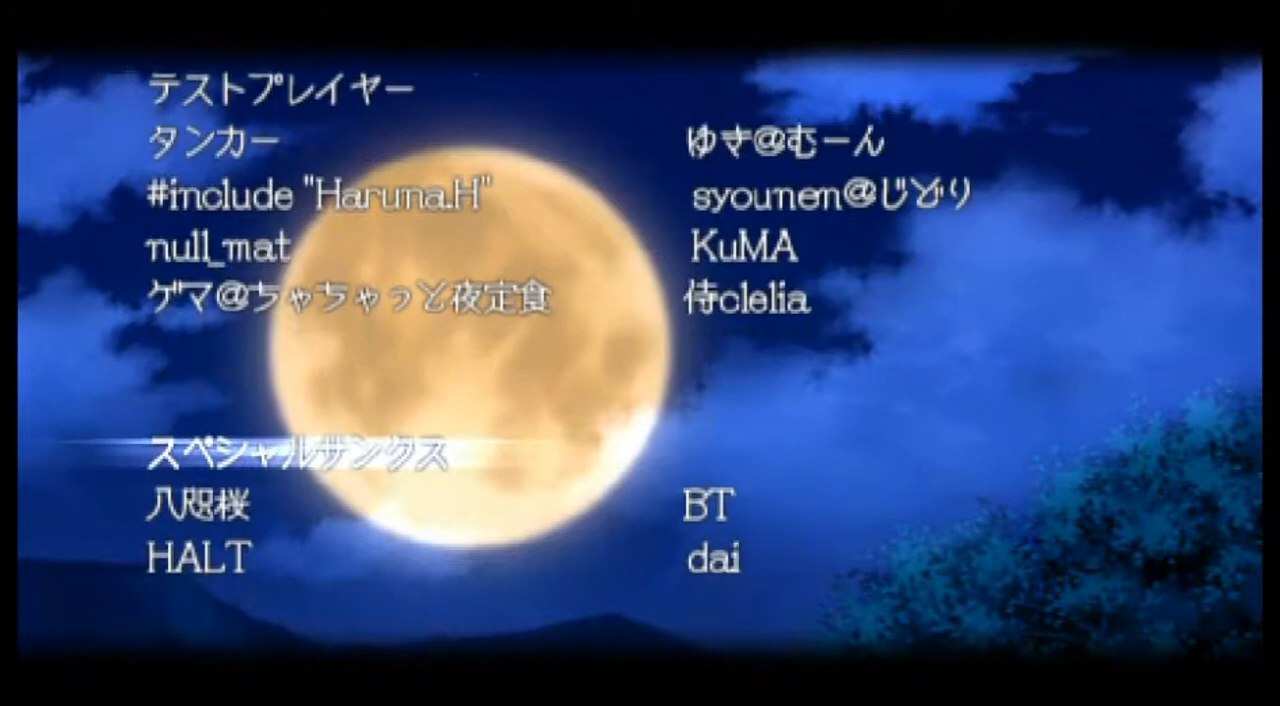 テストプレイヤー
タンカー ゆき@むーん
#include "Haruna.H" syounen@じどり
null_mat KuMA
ゲマ@ちゃちゃっと夜定食 侍clelia
スペシャルサンクス
八咫桜 BT
HALT dai